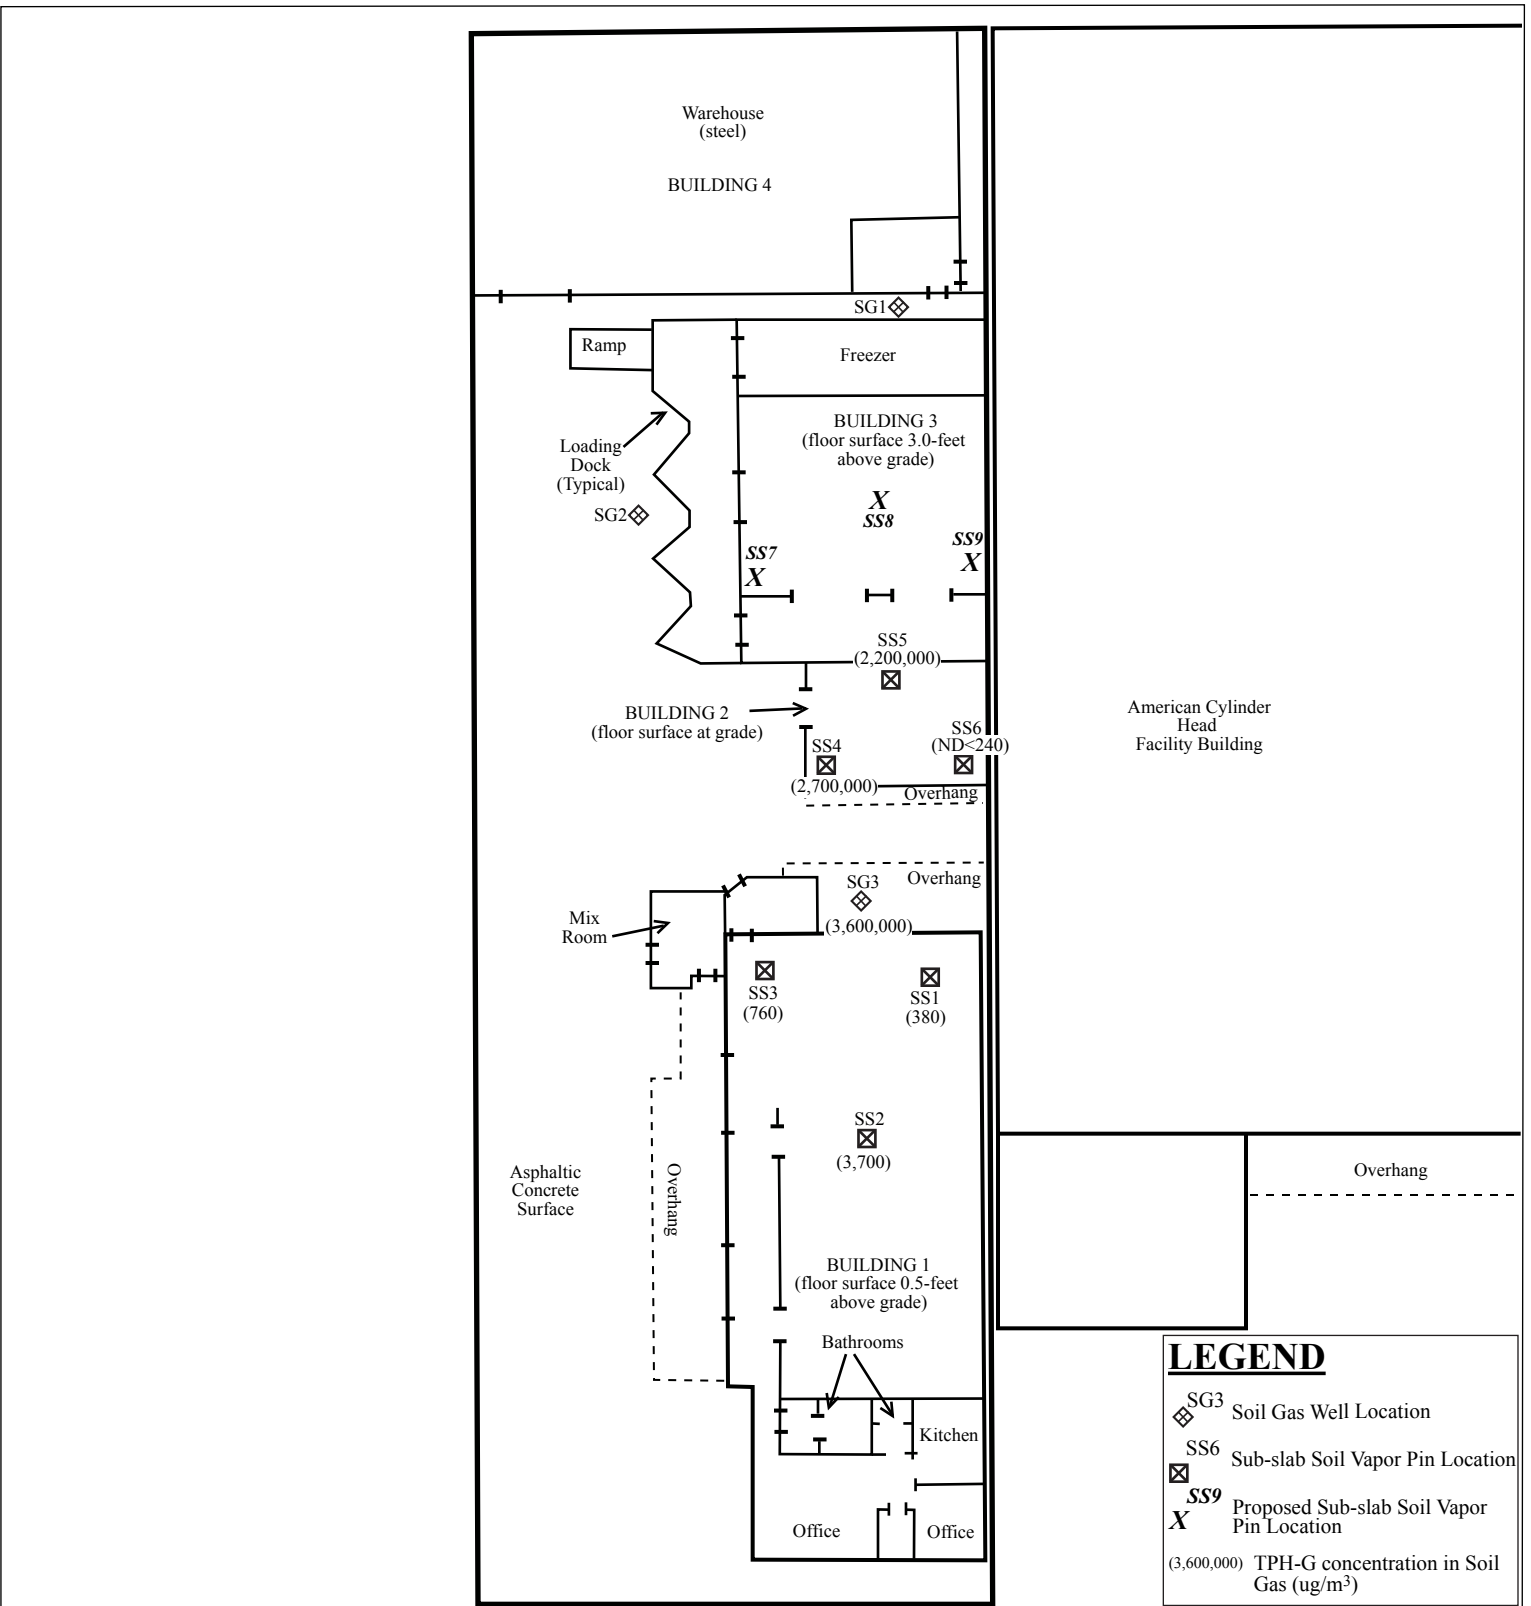 Warehouse
(steel)
BUILDING 4
SG1
Ramp
Freezer
BUILDING 3
(floor surface 3.0-feet
above grade)
Loading
Dock
(Typical)
SG2
X
SS8
SS9
X
SS7
X
SS5
(2,200,000)
BUILDING 2
(floor surface at grade)
SS4
(2,700,000)
SS6
(ND<240)
Overhang
American Cylinder
Head
Facility Building
Overhang
SG3
(3,600,000)
Mix
Room
SS3
(760)
SS1
(380)
SS2
(3,700)
Asphaltic
Concrete
Surface
Overhang
Overhang
BUILDING 1
(floor surface 0.5-feet
above grade)
Bathrooms
Kitchen
Office
Office
LEGEND
SG3 Soil Gas Well Location
SS6 Sub-slab Soil Vapor Pin Location
SS9
X Proposed Sub-slab Soil Vapor
Pin Location
(3,600,000) TPH-G concentration in Soil
Gas (ug/m³)